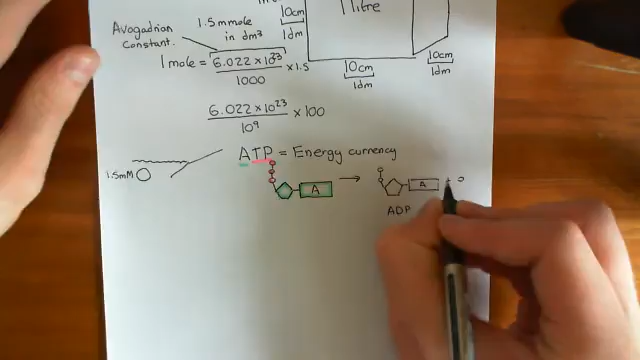 1 litre
10cm
1dm
Avogadrian
Constant.
1.5 mmole
in dm³
1 mole = 6.022 × 10²³
1000
× 1.5
10cm
1dm
10cm
1dm
6.022 × 10²³
10⁹
× 100
ATP = Energy currency
1.5mM
A
→
A
+
ADP